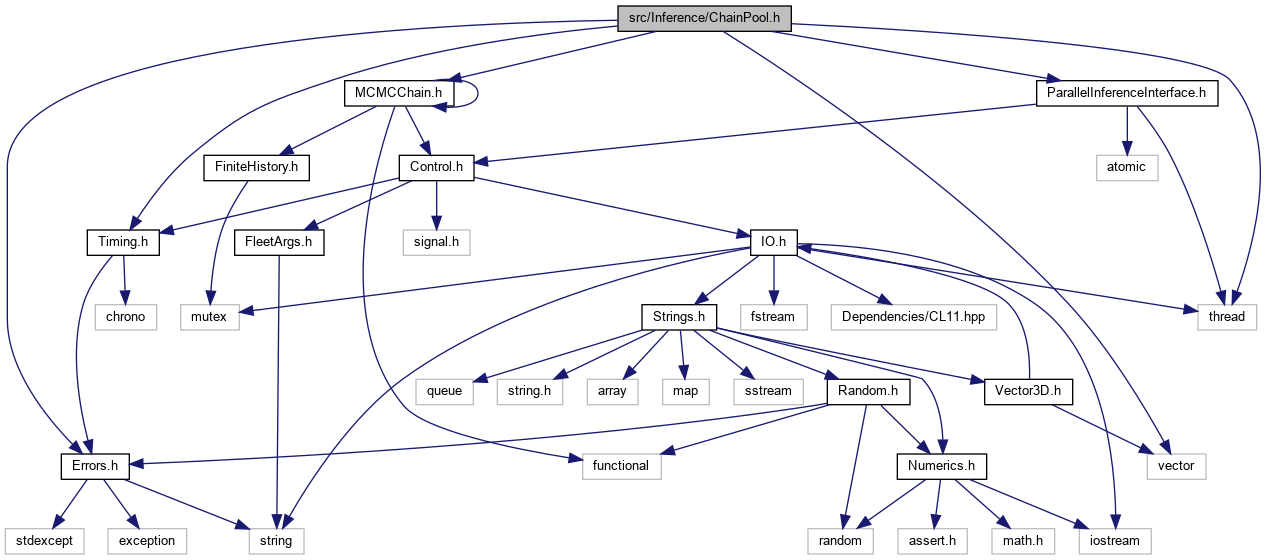 src/Inference/ChainPool.h
MCMCChain.h
ParallelInferenceInterface.h
FiniteHistory.h
Control.h
atomic
Timing.h
FleetArgs.h
signal.h
IO.h
chrono
mutex
Strings.h
fstream
Dependencies/CL11.hpp
thread
queue
string.h
array
map
sstream
Random.h
Vector3D.h
Errors.h
functional
Numerics.h
vector
stdexcept
exception
string
random
assert.h
math.h
iostream